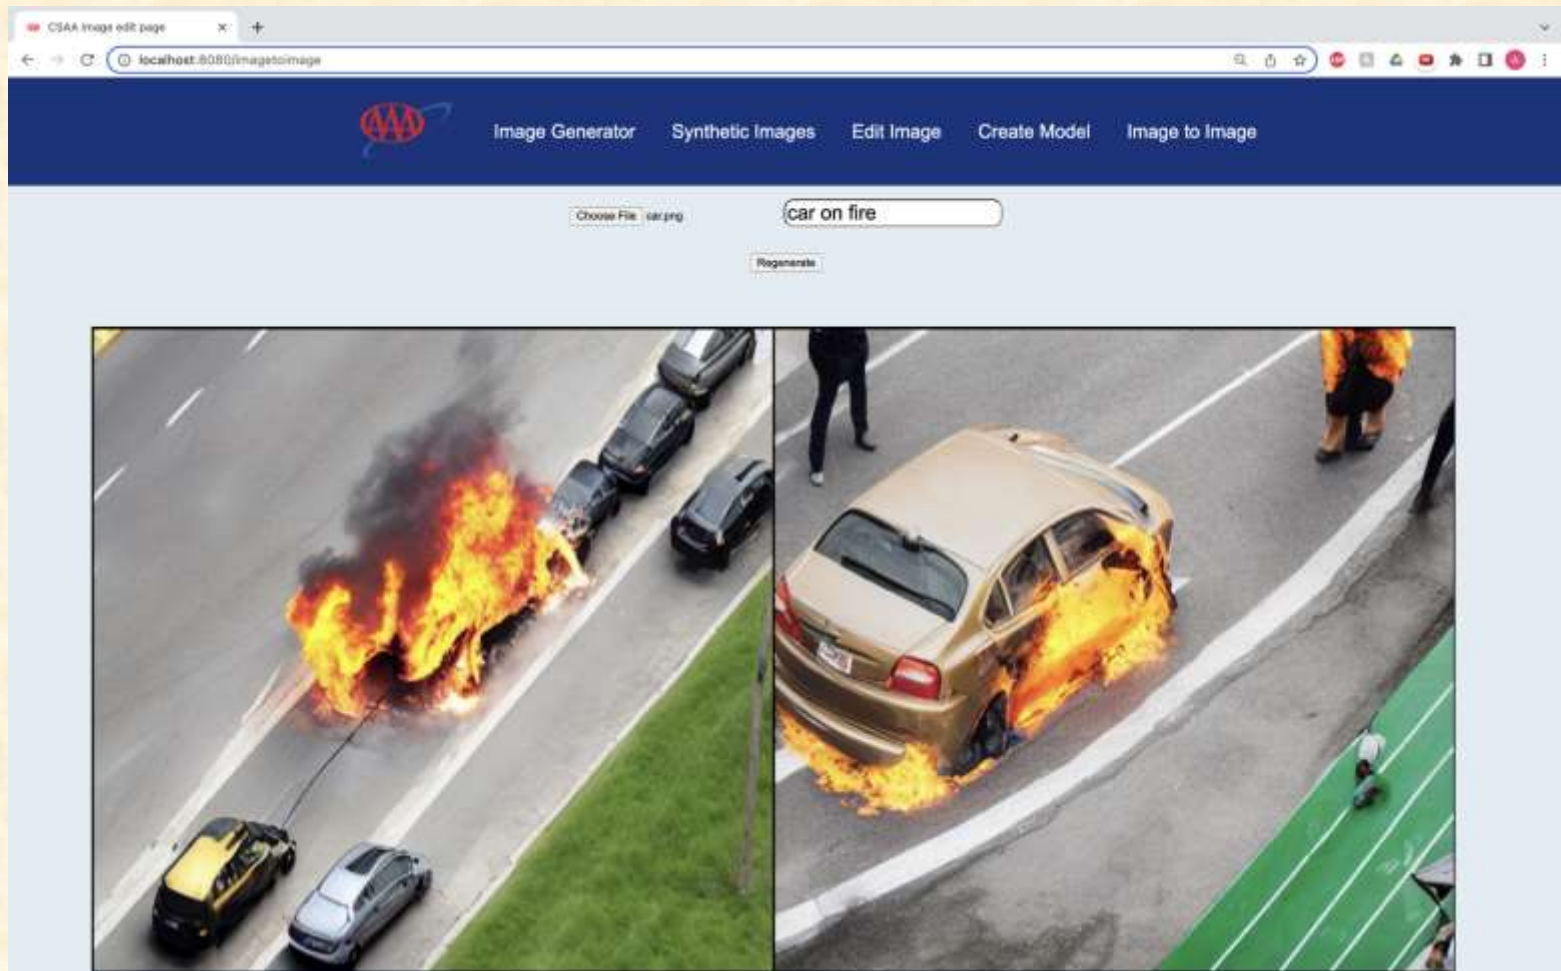 CSAA Image edit page
localhost:8080/imagetoimage
AAA
Image Generator Synthetic Images Edit Image Create Model Image to Image
Choose File car.png car on fire
Regenerate